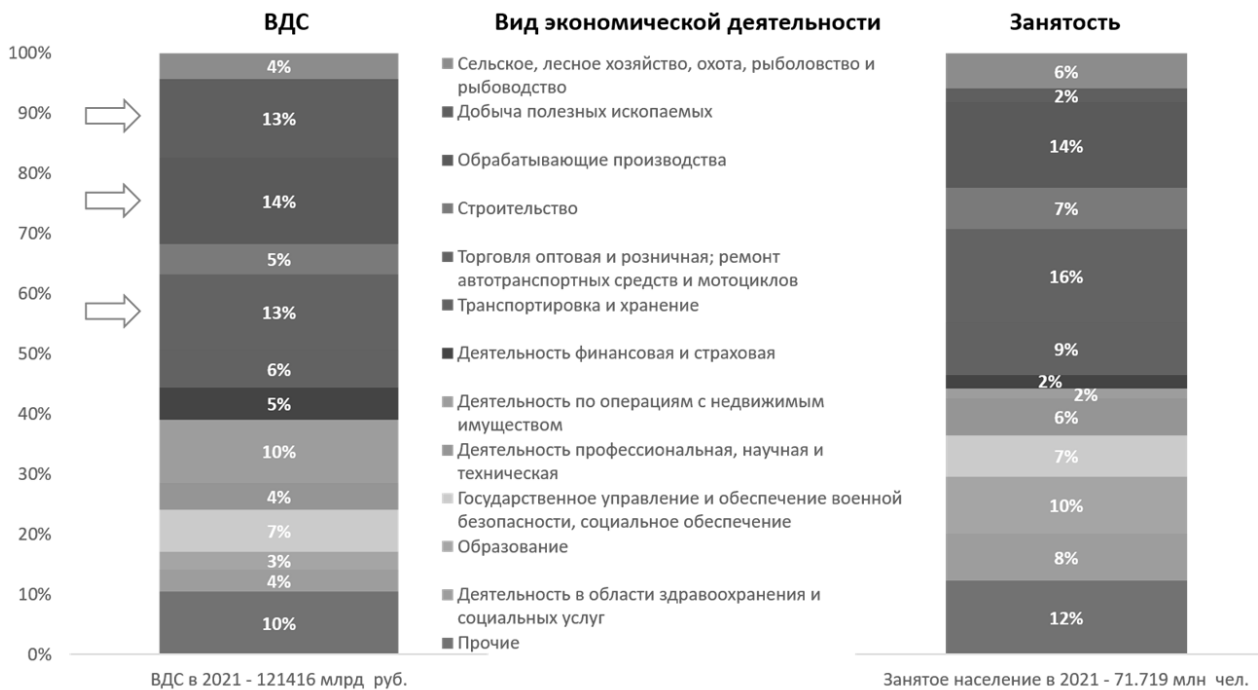 ВДС
Вид экономической деятельности
Занятость
100%
90%
80%
70%
60%
50%
40%
30%
20%
10%
0%
4%
13%
14%
5%
13%
6%
5%
10%
4%
7%
3%
4%
10%
ВДС в 2021 - 121416 млрд руб.
Сельское, лесное хозяйство, охота, рыболовство и
рыбоводство
Добыча полезных ископаемых
Обрабатывающие производства
Строительство
Торговля оптовая и розничная; ремонт
автотранспортных средств и мотоциклов
Транспортировка и хранение
Деятельность финансовая и страховая
Деятельность по операциям с недвижимым
имуществом
Деятельность профессиональная, научная и
техническая
Государственное управление и обеспечение военной
безопасности, социальное обеспечение
Образование
Деятельность в области здравоохранения и
социальных услуг
Прочие
6%
2%
14%
7%
16%
9%
2%
2%
6%
7%
10%
8%
12%
Занятое население в 2021 - 71.719 млн чел.